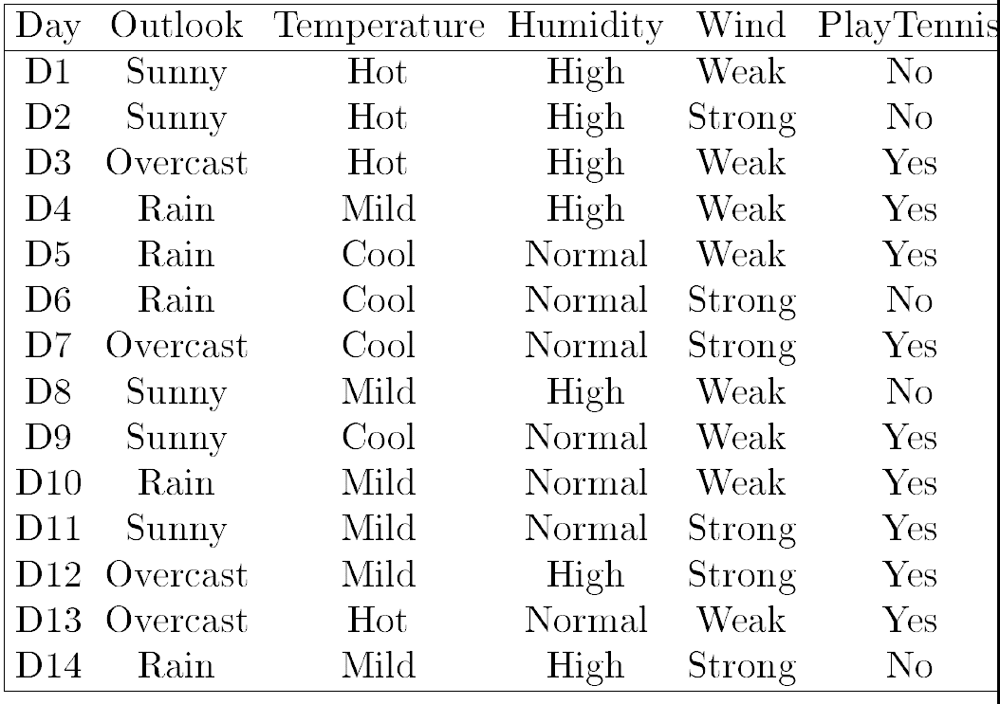 Day Outlook Temperature Humidity Wind PlayTennis
D1 Sunny Hot High Weak No
D2 Sunny Hot High Strong No
D3 Overcast Hot High Weak Yes
D4 Rain Mild High Weak Yes
D5 Rain Cool Normal Weak Yes
D6 Rain Cool Normal Strong No
D7 Overcast Cool Normal Strong Yes
D8 Sunny Mild High Weak No
D9 Sunny Cool Normal Weak Yes
D10 Rain Mild Normal Weak Yes
D11 Sunny Mild Normal Strong Yes
D12 Overcast Mild High Strong Yes
D13 Overcast Hot Normal Weak Yes
D14 Rain Mild High Strong No